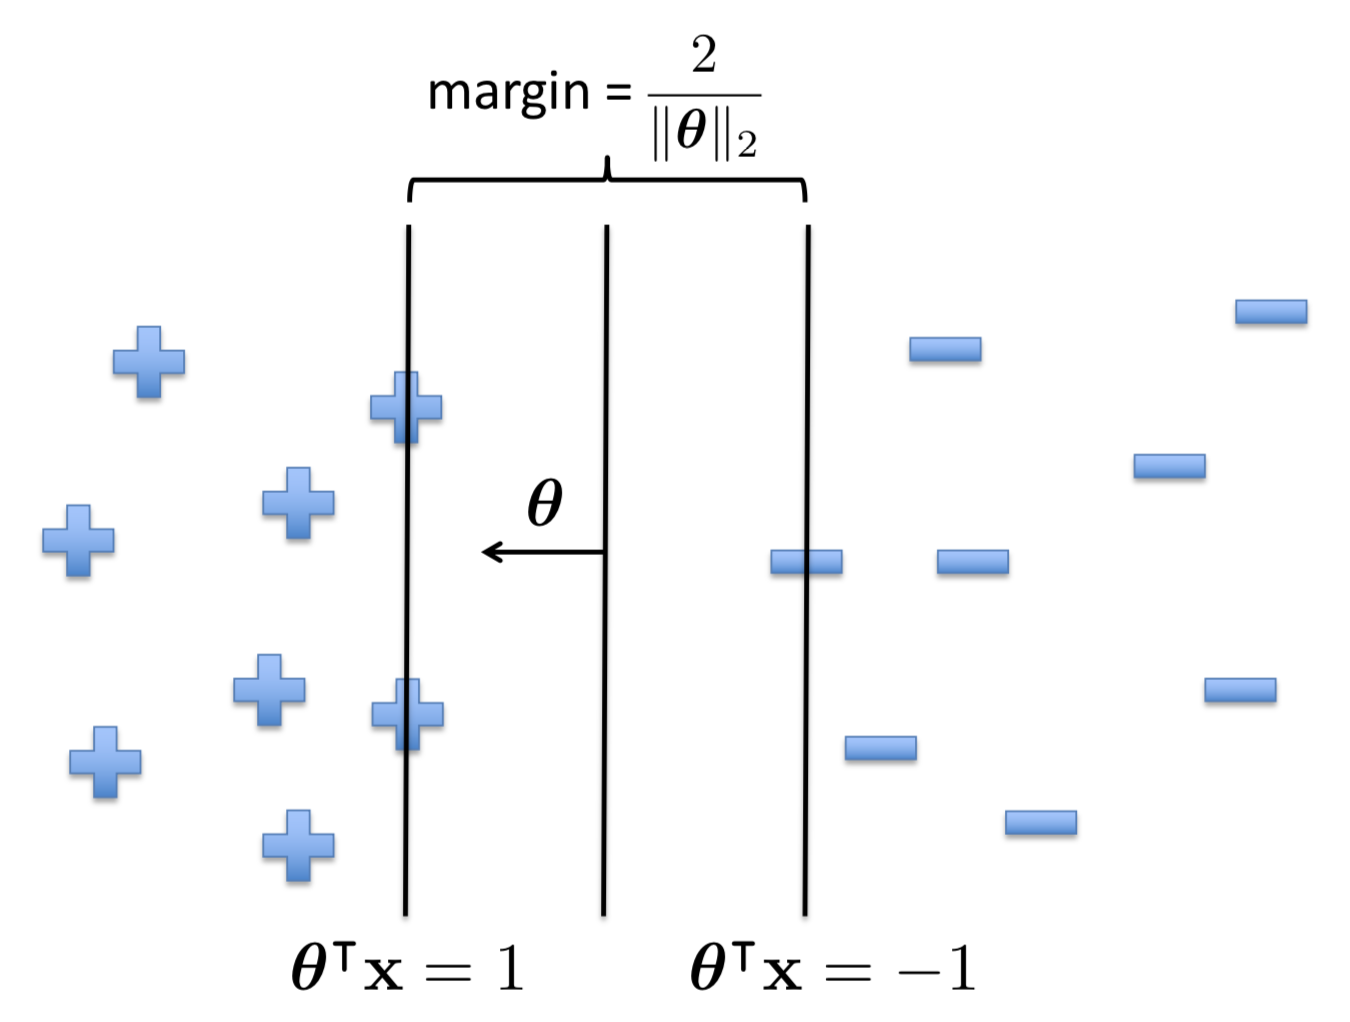 margin = 2 / ‖θ‖₂
θ
θᵀx = 1
θᵀx = −1